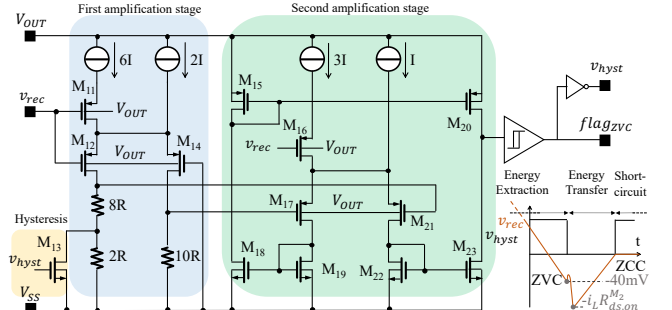 First amplification stage
Second amplification stage
V_OUT
6I
2I
3I
I
M11
M15
v_rec
V_OUT
M16
M20
v_hyst
flag_ZVC
M12
V_OUT
M14
v_rec
V_OUT
8R
M17
V_OUT
M21
Hysteresis
M13
v_hyst
2R
10R
M18
M19
M22
M23
V_SS
Energy Extraction
Energy Transfer
Short-circuit
v_rec
v_hyst
t
ZVC
ZCC
-40mV
-i_L R_ds,on^M2